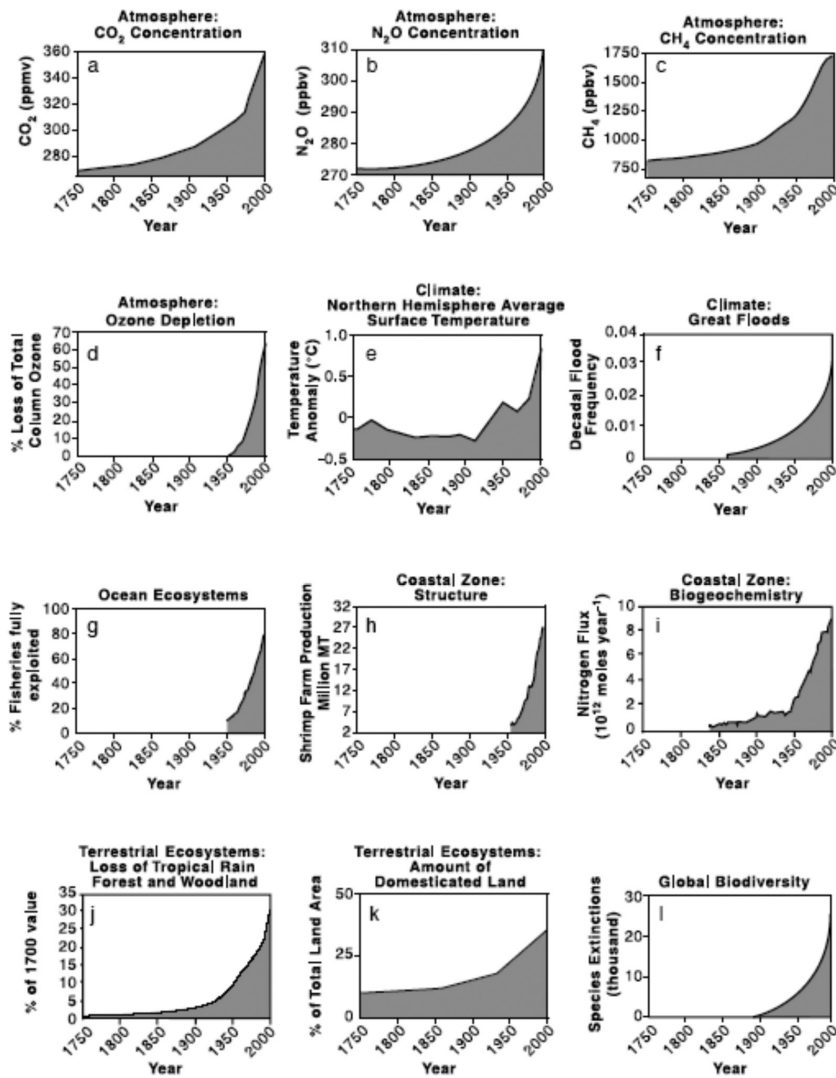 Atmosphere:
CO₂ Concentration
a
CO₂ (ppmv)
360
340
320
300
280
1750
1800
1850
1900
1950
2000
Year
Atmosphere:
N₂O Concentration
b
N₂O (ppbv)
310
300
290
280
270
1750
1800
1850
1900
1950
2000
Year
Atmosphere:
CH₄ Concentration
c
CH₄ (ppbv)
1750
1500
1250
1000
750
1750
1800
1850
1900
1950
2000
Year
Atmosphere:
Ozone Depletion
d
% Loss of Total
Column Ozone
70
60
50
40
30
20
10
0
1750
1800
1850
1900
1950
2000
Year
Climate:
Northern Hemisphere Average
Surface Temperature
e
Temperature
Anomaly (°C)
1.0
0.5
0
-0.5
1750
1800
1850
1900
1950
2000
Year
Climate:
Great Floods
f
Decadal Flood
Frequency
0.04
0.03
0.02
0.01
0
1750
1800
1850
1900
1950
2000
Year
Ocean Ecosystems
g
% Fisheries fully
exploited
100
80
60
40
20
0
1750
1800
1850
1900
1950
2000
Year
Coastal Zone:
Structure
h
Shrimp Farm Production
Million MT
32
27
22
17
12
7
2
1750
1800
1850
1900
1950
2000
Year
Coastal Zone:
Biogeochemistry
i
Nitrogen Flux
(10¹² moles year⁻¹)
10
8
6
4
2
0
1750
1800
1850
1900
1950
2000
Year
Terrestrial Ecosystems:
Loss of Tropical Rain
Forest and Woodland
j
% of 1700 value
35
30
25
20
15
10
5
0
1750
1800
1850
1900
1950
2000
Year
Terrestrial Ecosystems:
Amount of
Domesticated Land
k
% of Total Land Area
50
25
0
1750
1800
1850
1900
1950
2000
Year
Global Biodiversity
l
Species Extinctions
(thousand)
30
20
10
0
1750
1800
1850
1900
1950
2000
Year